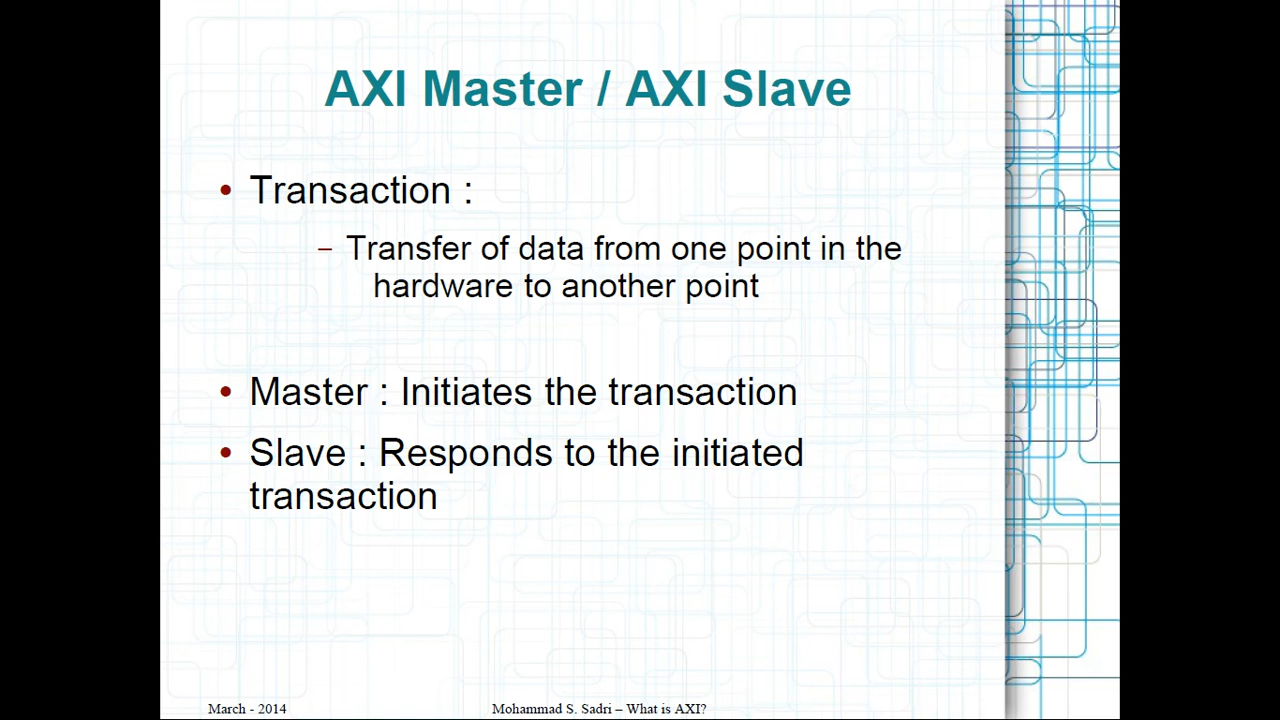 AXI Master / AXI Slave
• Transaction :
– Transfer of data from one point in the
hardware to another point
• Master : Initiates the transaction
• Slave : Responds to the initiated
transaction
March - 2014
Mohammad S. Sadri – What is AXI?